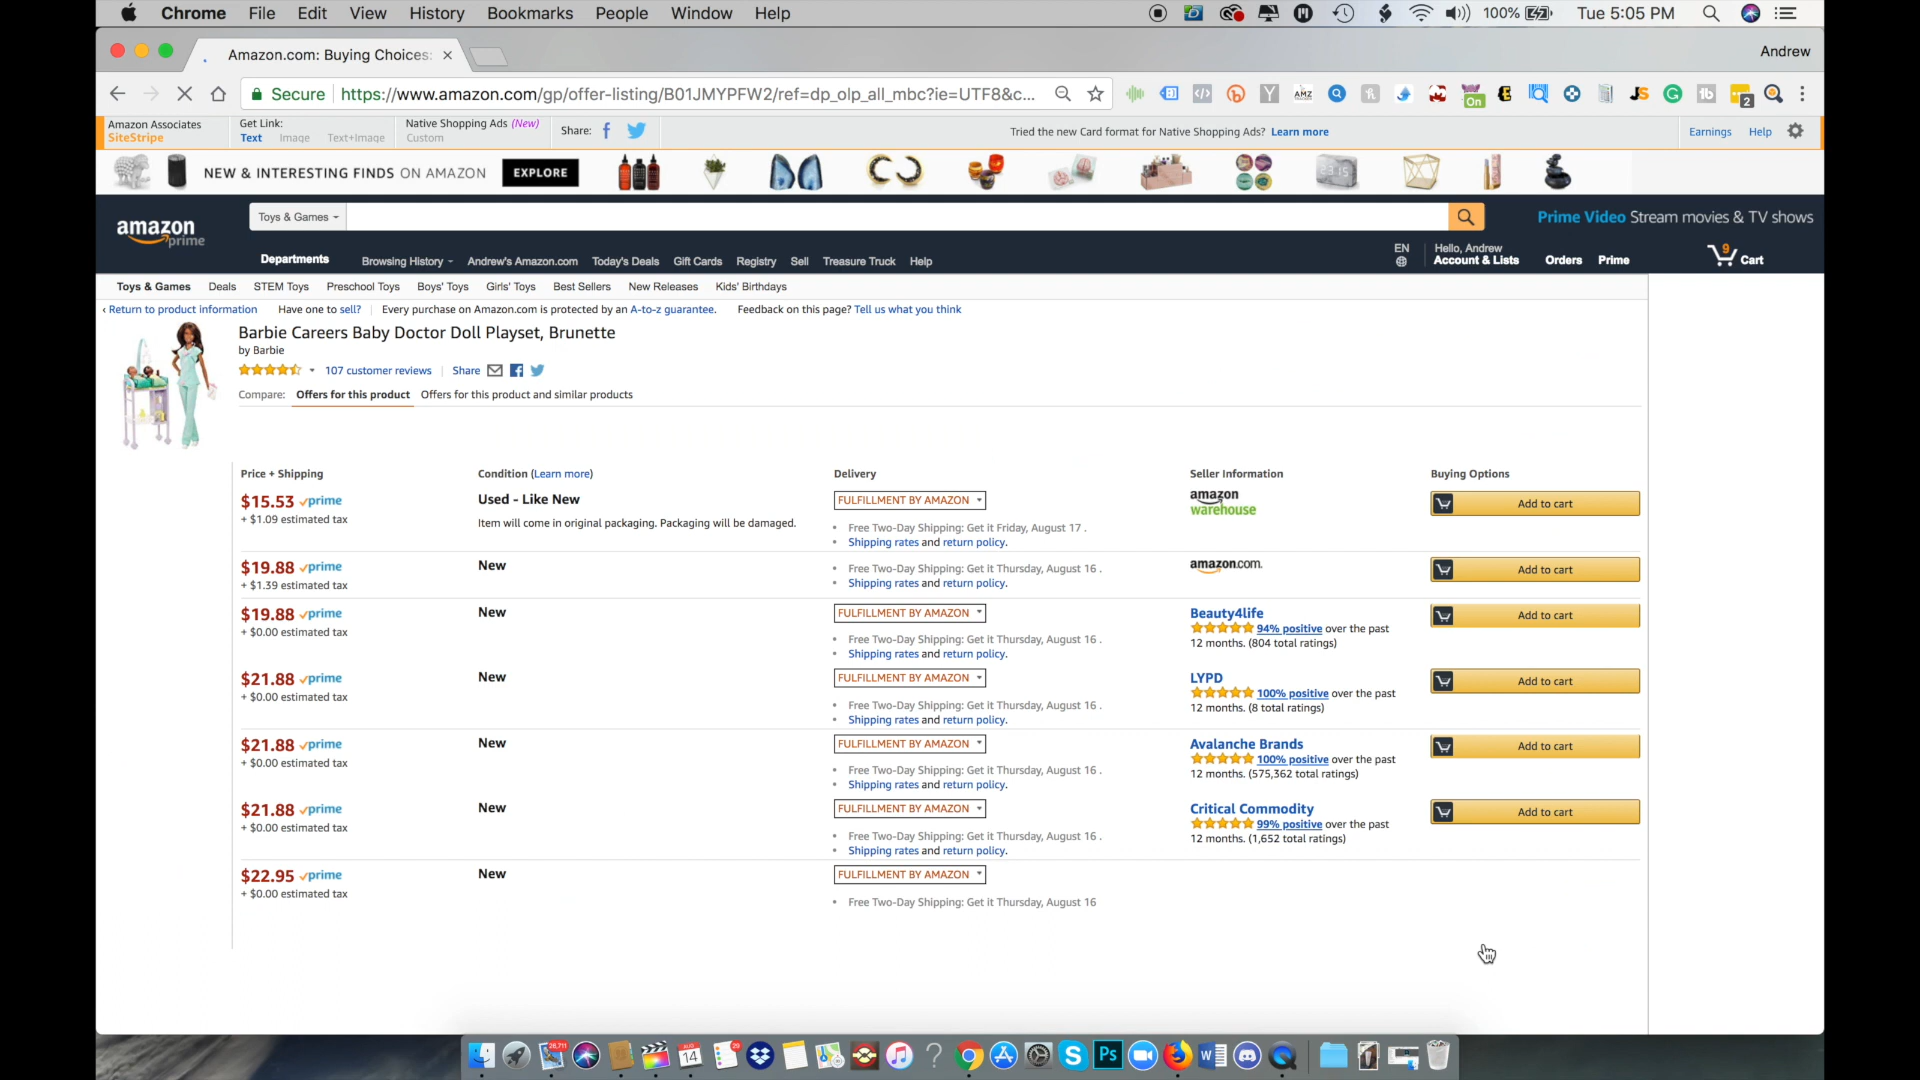 Chrome File Edit View History Bookmarks People Window Help 100% Tue 5:05 PM
Amazon.com: Buying Choices: Andrew
Secure https://www.amazon.com/gp/offer-listing/B01JMYPFW2/ref=dp_olp_all_mbc?ie=UTF8&c...
Amazon Associates
SiteStripe
Get Link:
Text Image Text+Image
Native Shopping Ads (New)
Custom
Share:
Tried the new Card format for Native Shopping Ads? Learn more
Earnings Help
NEW & INTERESTING FINDS ON AMAZON EXPLORE
amazon
prime
Toys & Games
Prime Video Stream movies & TV shows
Departments Browsing History Andrew's Amazon.com Today's Deals Gift Cards Registry Sell Treasure Truck Help
EN
Hello, Andrew
Account & Lists
Orders Prime 9 Cart
Toys & Games Deals STEM Toys Preschool Toys Boys' Toys Girls' Toys Best Sellers New Releases Kids' Birthdays
‹ Return to product information Have one to sell? Every purchase on Amazon.com is protected by an A-to-z guarantee. Feedback on this page? Tell us what you think
Barbie Careers Baby Doctor Doll Playset, Brunette
by Barbie
107 customer reviews Share
Compare: Offers for this product Offers for this product and similar products
Price + Shipping Condition (Learn more) Delivery Seller Information Buying Options
$15.53 prime
+ $1.09 estimated tax
Used - Like New
Item will come in original packaging. Packaging will be damaged.
FULFILLMENT BY AMAZON
• Free Two-Day Shipping: Get it Friday, August 17 .
• Shipping rates and return policy.
amazon
warehouse
Add to cart
$19.88 prime
+ $1.39 estimated tax
New
• Free Two-Day Shipping: Get it Thursday, August 16 .
• Shipping rates and return policy.
amazon.com.
Add to cart
$19.88 prime
+ $0.00 estimated tax
New
FULFILLMENT BY AMAZON
• Free Two-Day Shipping: Get it Thursday, August 16 .
• Shipping rates and return policy.
Beauty4life
94% positive over the past
12 months. (804 total ratings)
Add to cart
$21.88 prime
+ $0.00 estimated tax
New
FULFILLMENT BY AMAZON
• Free Two-Day Shipping: Get it Thursday, August 16 .
• Shipping rates and return policy.
LYPD
100% positive over the past
12 months. (8 total ratings)
Add to cart
$21.88 prime
+ $0.00 estimated tax
New
FULFILLMENT BY AMAZON
• Free Two-Day Shipping: Get it Thursday, August 16 .
• Shipping rates and return policy.
Avalanche Brands
100% positive over the past
12 months. (575,362 total ratings)
Add to cart
$21.88 prime
+ $0.00 estimated tax
New
FULFILLMENT BY AMAZON
• Free Two-Day Shipping: Get it Thursday, August 16 .
• Shipping rates and return policy.
Critical Commodity
99% positive over the past
12 months. (1,652 total ratings)
Add to cart
$22.95 prime
+ $0.00 estimated tax
New
FULFILLMENT BY AMAZON
• Free Two-Day Shipping: Get it Thursday, August 16